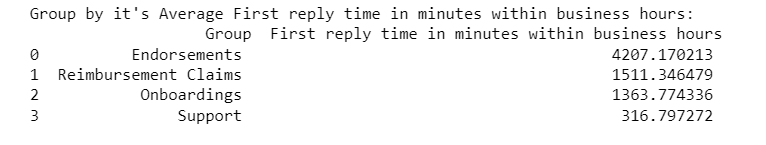 Group by it's Average First reply time in minutes within business hours:
Group First reply time in minutes within business hours
0 Endorsements 4207.170213
1 Reimbursement Claims 1511.346479
2 Onboardings 1363.774336
3 Support 316.797272